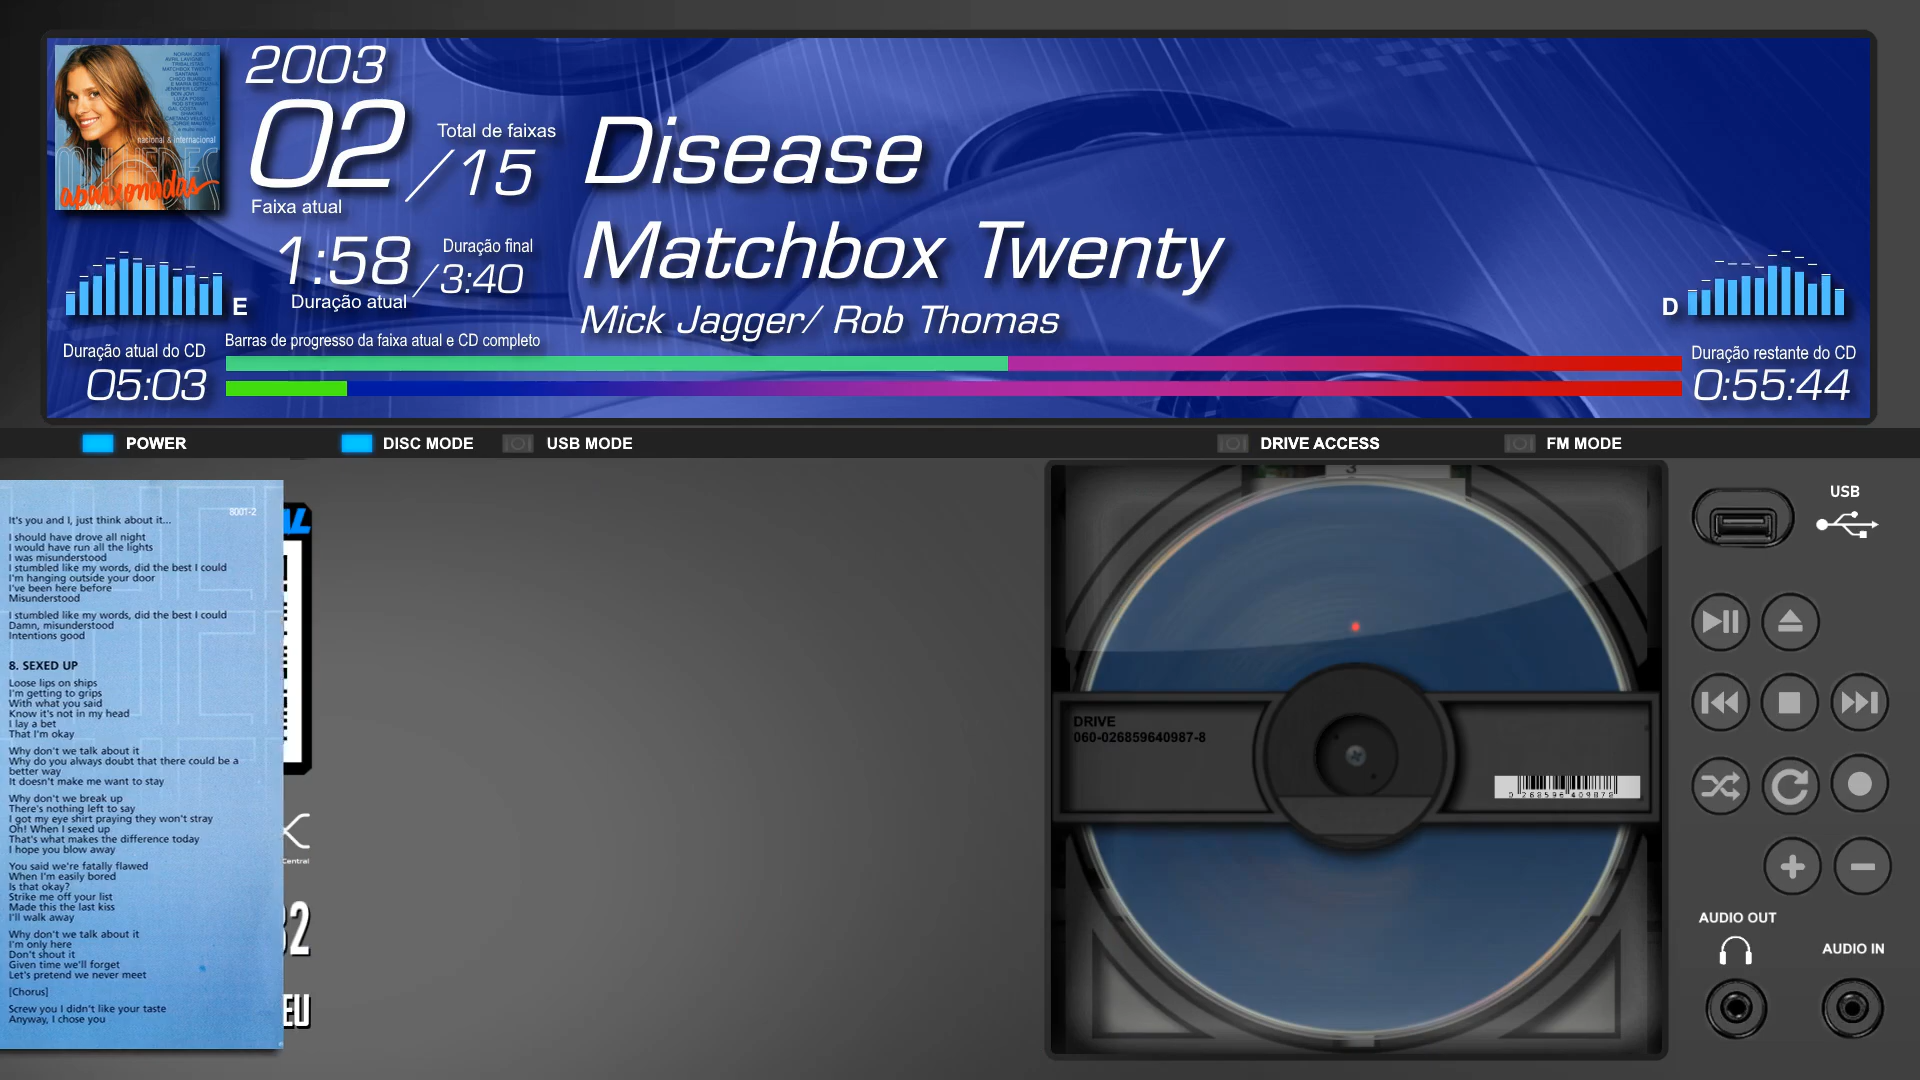 2003
02
/15
Total de faixas
Faixa atual
1:58
/3:40
Duração final
Duração atual
Disease
Matchbox Twenty
Mick Jagger/ Rob Thomas
nacional & internacional
MULHERES
apaixonadas
E
D
Barras de progresso da faixa atual e CD completo
Duração atual do CD
05:03
Duração restante do CD
0:55:44
POWER
DISC MODE
USB MODE
DRIVE ACCESS
FM MODE
8001-2
It's you and I, just think about it...
I should have drove all night
I would have run all the lights
I was misunderstood
I stumbled like my words, did the best I could
I'm hanging outside your door
I've been here before
Misunderstood
I stumbled like my words, did the best I could
Damn, misunderstood
Intentions good
8. SEXED UP
Loose lips on ships
I'm getting to grips
With what you said
Know it's not in my head
I lay a bet
That I'm okay
Why don't we talk about it
Why do you always doubt that there could be a
better way
It doesn't make me want to stay
Why don't we break up
There's nothing left to say
I got my eye shirt praying they won't stray
Oh! When I sexed up
That's what makes the difference today
I hope you blow away
You said we're fatally flawed
When I'm easily bored
Is that okay?
Strike me off your list
Made this the last kiss
I'll walk away
Why don't we talk about it
I'm only here
Don't shout it
Given time we'll forget
Let's pretend we never meet
[Chorus]
Screw you I didn't like your taste
Anyway, I chose you
Central
EU
3
DRIVE
060-026859640987-8
0 268596 409878
USB
AUDIO OUT
AUDIO IN